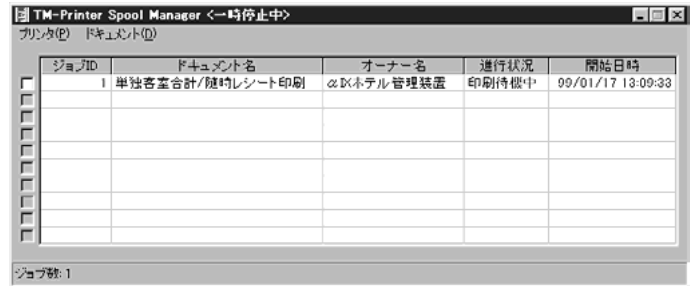 TM-Printer Spool Manager <一時停止中>
プリンタ(P) ドキュメント(D)
ジョブID ドキュメント名 オーナー名 進行状況 開始日時
1 単独客室合計/随時レシート印刷 αⅨホテル管理装置 印刷待機中 99/01/17 13:09:33
ジョブ数: 1